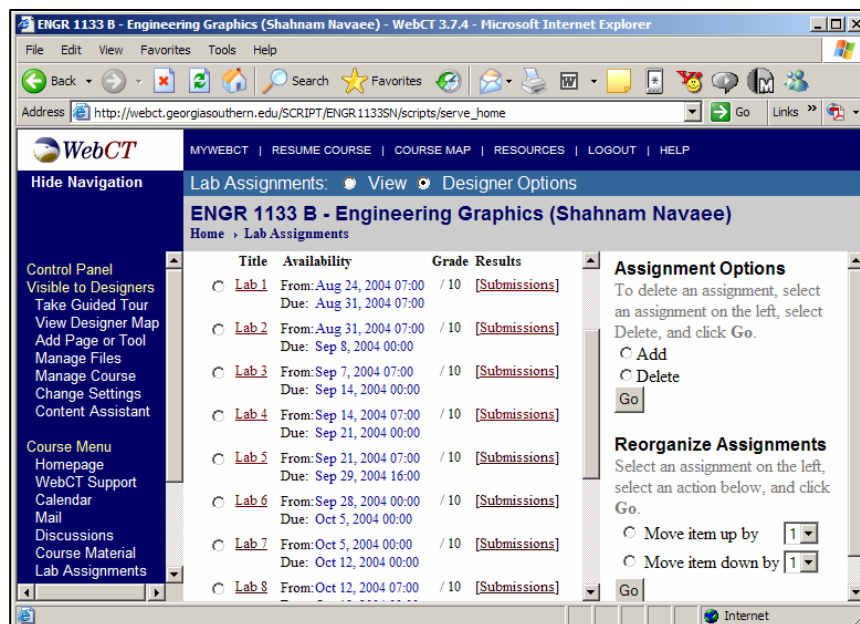 ENGR 1133 B - Engineering Graphics (Shahnam Navaee) - WebCT 3.7.4 - Microsoft Internet Explorer
File Edit View Favorites Tools Help
Back Search Favorites
Address http://webct.georgiasouthern.edu/SCRIPT/ENGR1133SN/scripts/serve_home Go Links »
WebCT MYWEBCT | RESUME COURSE | COURSE MAP | RESOURCES | LOGOUT | HELP
Hide Navigation
Lab Assignments: View Designer Options
ENGR 1133 B - Engineering Graphics (Shahnam Navaee)
Home › Lab Assignments
Control Panel
Visible to Designers
Take Guided Tour
View Designer Map
Add Page or Tool
Manage Files
Manage Course
Change Settings
Content Assistant
Course Menu
Homepage
WebCT Support
Calendar
Mail
Discussions
Course Material
Lab Assignments
Title Availability Grade Results
Lab 1 From: Aug 24, 2004 07:00 / 10 [Submissions]
Due: Aug 31, 2004 07:00
Lab 2 From: Aug 31, 2004 07:00 / 10 [Submissions]
Due: Sep 8, 2004 00:00
Lab 3 From: Sep 7, 2004 07:00 / 10 [Submissions]
Due: Sep 14, 2004 00:00
Lab 4 From: Sep 14, 2004 07:00 / 10 [Submissions]
Due: Sep 21, 2004 00:00
Lab 5 From: Sep 21, 2004 07:00 / 10 [Submissions]
Due: Sep 29, 2004 16:00
Lab 6 From: Sep 28, 2004 00:00 / 10 [Submissions]
Due: Oct 5, 2004 00:00
Lab 7 From: Oct 5, 2004 00:00 / 10 [Submissions]
Due: Oct 12, 2004 00:00
Lab 8 From: Oct 12, 2004 07:00 / 10 [Submissions]
Assignment Options
To delete an assignment, select
an assignment on the left, select
Delete, and click Go.
Add
Delete
Go
Reorganize Assignments
Select an assignment on the left,
select an action below, and click
Go.
Move item up by 1
Move item down by 1
Go
Internet